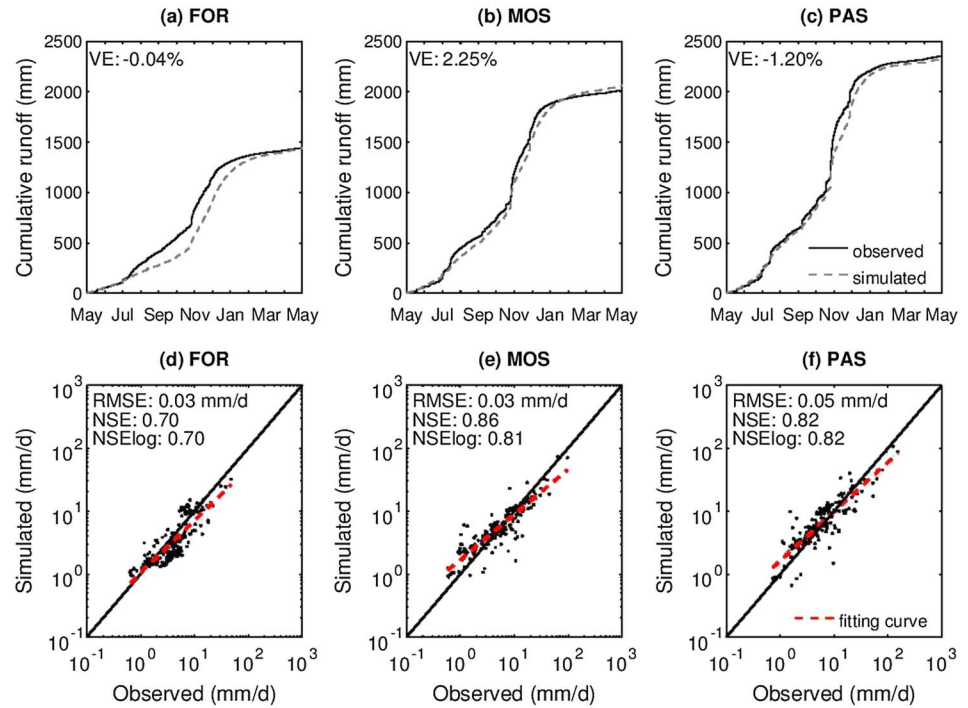 (a) FOR
(b) MOS
(c) PAS
Cumulative runoff (mm)
2500
2000
1500
1000
500
0
VE: -0.04%
May Jul Sep Nov Jan Mar May
Cumulative runoff (mm)
2500
2000
1500
1000
500
0
VE: 2.25%
May Jul Sep Nov Jan Mar May
Cumulative runoff (mm)
2500
2000
1500
1000
500
0
VE: -1.20%
observed
simulated
May Jul Sep Nov Jan Mar May
(d) FOR
(e) MOS
(f) PAS
Simulated (mm/d)
10^3
10^2
10^1
10^0
10^-1
RMSE: 0.03 mm/d
NSE: 0.70
NSElog: 0.70
10^-1 10^0 10^1 10^2 10^3
Observed (mm/d)
Simulated (mm/d)
10^3
10^2
10^1
10^0
10^-1
RMSE: 0.03 mm/d
NSE: 0.86
NSElog: 0.81
10^-1 10^0 10^1 10^2 10^3
Observed (mm/d)
Simulated (mm/d)
10^3
10^2
10^1
10^0
10^-1
RMSE: 0.05 mm/d
NSE: 0.82
NSElog: 0.82
fitting curve
10^-1 10^0 10^1 10^2 10^3
Observed (mm/d)